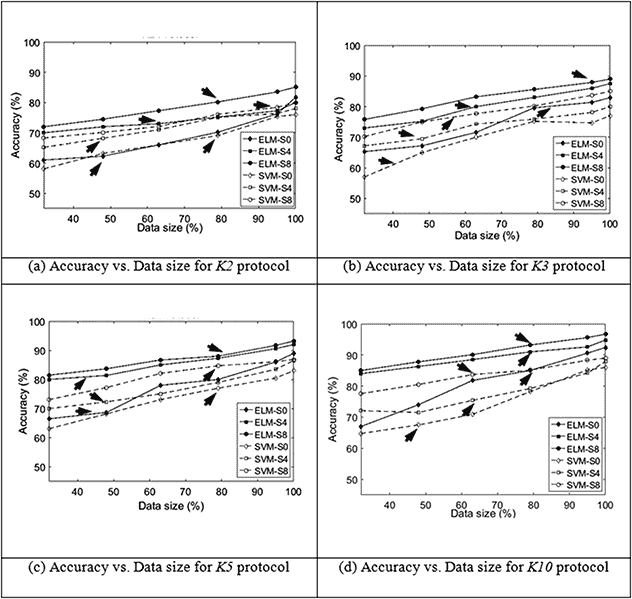 100
90
80
70
60
50
Accuracy (%)
ELM-S0
ELM-S4
ELM-S8
SVM-S0
SVM-S4
SVM-S8
40 50 60 70 80 90 100
Data size (%)
(a) Accuracy vs. Data size for K2 protocol
100
90
80
70
60
50
Accuracy (%)
ELM-S0
ELM-S4
ELM-S8
SVM-S0
SVM-S4
SVM-S8
40 50 60 70 80 90 100
Data size (%)
(b) Accuracy vs. Data size for K3 protocol
100
90
80
70
60
50
Accuracy (%)
ELM-S0
ELM-S4
ELM-S8
SVM-S0
SVM-S4
SVM-S8
40 50 60 70 80 90 100
Data size (%)
(c) Accuracy vs. Data size for K5 protocol
100
90
80
70
60
50
Accuracy (%)
ELM-S0
ELM-S4
ELM-S8
SVM-S0
SVM-S4
SVM-S8
40 50 60 70 80 90 100
Data size (%)
(d) Accuracy vs. Data size for K10 protocol